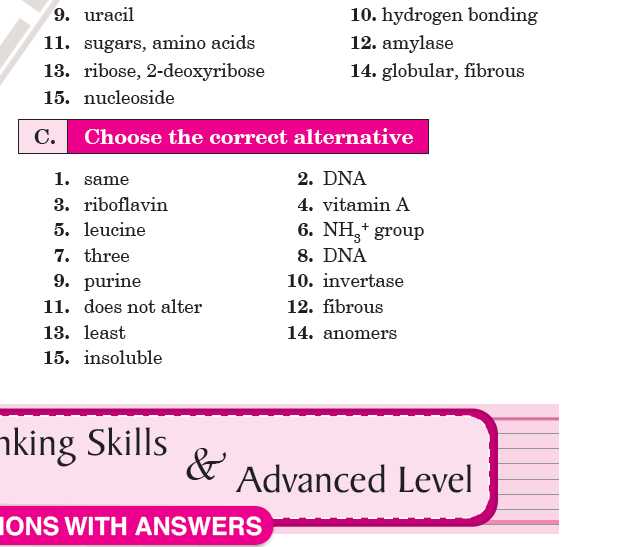 9. uracil 10. hydrogen bonding
11. sugars, amino acids 12. amylase
13. ribose, 2-deoxyribose 14. globular, fibrous
15. nucleoside
C. Choose the correct alternative
1. same 2. DNA
3. riboflavin 4. vitamin A
5. leucine 6. NH₃⁺ group
7. three 8. DNA
9. purine 10. invertase
11. does not alter 12. fibrous
13. least 14. anomers
15. insoluble
nking Skills
& Advanced Level
IONS WITH ANSWERS